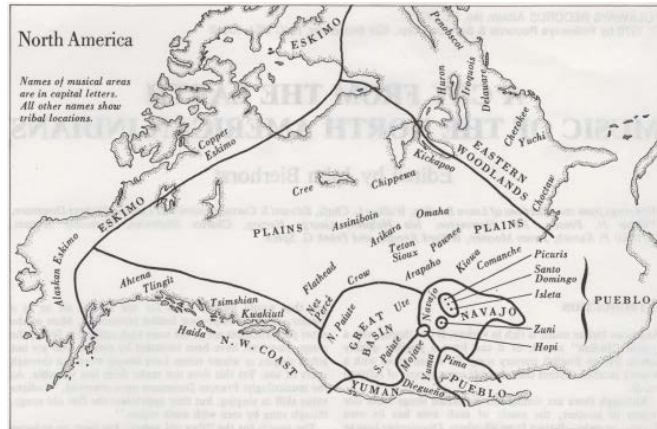 North America
Names of musical areas
are in capital letters.
All other names show
tribal locations.
ESKIMO
Penobscot
Huron
Iroquois
Delaware
Cherokee
Yuchi
Choctaw
EASTERN
WOODLANDS
Kickapoo
Chippewa
Cree
Copper
Eskimo
ESKIMO
Alaskan Eskimo
PLAINS
Assiniboin
Arikara
Omaha
Teton
Sioux
Pawnee
PLAINS
Kiowa
Comanche
Arapaho
Crow
Flathead
Nez
Percé
Ahtena
Tlingit
Tsimshian
Kwakiutl
Haida
N. W. COAST
N. Paiute
GREAT
BASIN
S. Paiute
Ute
Mojave
Navajo
NAVAJO
Picuris
Santo
Domingo
Isleta
Zuni
Hopi
PUEBLO
Pima
PUEBLO
Yuma
YUMAN
Diegueño